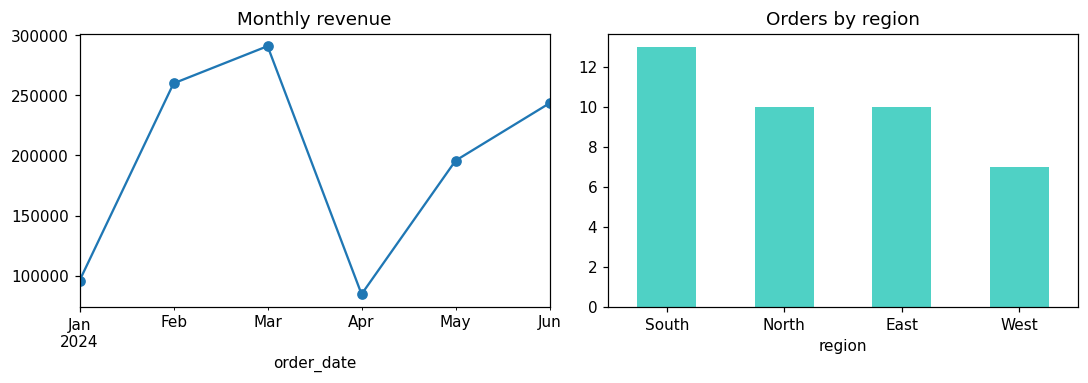 Monthly revenue
300000
250000
200000
150000
100000
Jan
2024
Feb
Mar
Apr
May
Jun
order_date
Orders by region
12
10
8
6
4
2
0
South
North
East
West
region